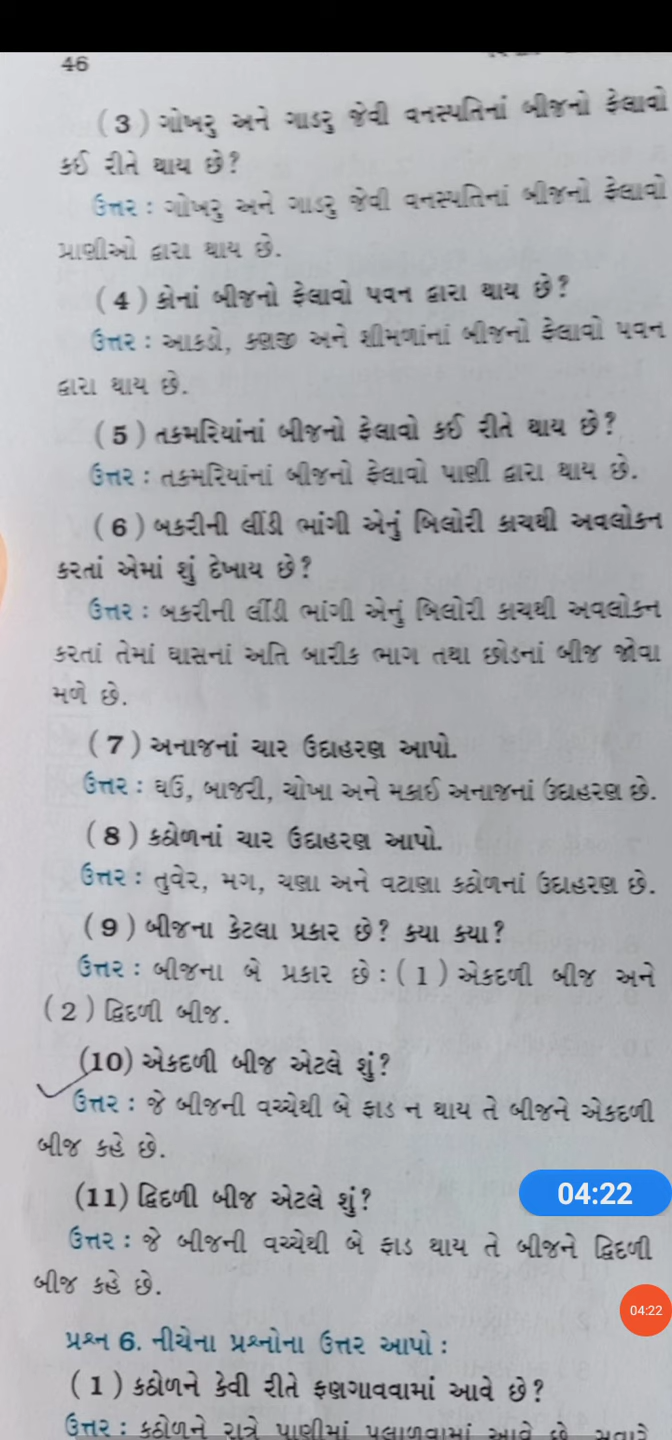 46
(3) ગોખરુ અને ગાડરુ જેવી વનસ્પતિનાં બીજનો ફેલાવો
કઈ રીતે થાય છે?
ઉત્તર : ગોખરુ અને ગાડરુ જેવી વનસ્પતિનાં બીજનો ફેલાવો
પ્રાણીઓ દ્વારા થાય છે.
(4) કોનાં બીજનો ફેલાવો પવન દ્વારા થાય છે?
ઉત્તર : આકડો, કણજી અને શીમળાંનાં બીજનો ફેલાવો પવન
દ્વારા થાય છે.
(5) તકમરિયાંનાં બીજનો ફેલાવો કઈ રીતે થાય છે?
ઉત્તર : તકમરિયાંનાં બીજનો ફેલાવો પાણી દ્વારા થાય છે.
(6) બકરીની લીંડી ભાંગી એનું બિલોરી કાચથી અવલોકન
કરતાં એમાં શું દેખાય છે?
ઉત્તર : બકરીની લીંડી ભાંગી એનું બિલોરી કાચથી અવલોકન
કરતાં તેમાં ઘાસનાં અતિ બારીક ભાગ તથા છોડનાં બીજ જોવા
મળે છે.
(7) અનાજનાં ચાર ઉદાહરણ આપો.
ઉત્તર : ઘઉં, બાજરી, ચોખા અને મકાઈ અનાજનાં ઉદાહરણ છે.
(8) કઠોળનાં ચાર ઉદાહરણ આપો.
ઉત્તર : તુવેર, મગ, ચણા અને વટાણા કઠોળનાં ઉદાહરણ છે.
(9) બીજના કેટલા પ્રકાર છે? ક્યા ક્યા?
ઉત્તર : બીજના બે પ્રકાર છે : (1) એકદળી બીજ અને
(2) દ્વિદળી બીજ.
(10) એકદળી બીજ એટલે શું?
ઉત્તર : જે બીજની વચ્ચેથી બે ફાડ ન થાય તે બીજને એકદળી
બીજ કહે છે.
(11) દ્વિદળી બીજ એટલે શું?
04:22
ઉત્તર : જે બીજની વચ્ચેથી બે ફાડ થાય તે બીજને દ્વિદળી
બીજ કહે છે.
04:22
પ્રશ્ન 6. નીચેના પ્રશ્નોના ઉત્તર આપો :
(1) કઠોળને કેવી રીતે ફણગાવવામાં આવે છે?
ઉત્તર : કઠોળને રાત્રે પાણીમાં પલાળવામાં આવે છે. સવારે